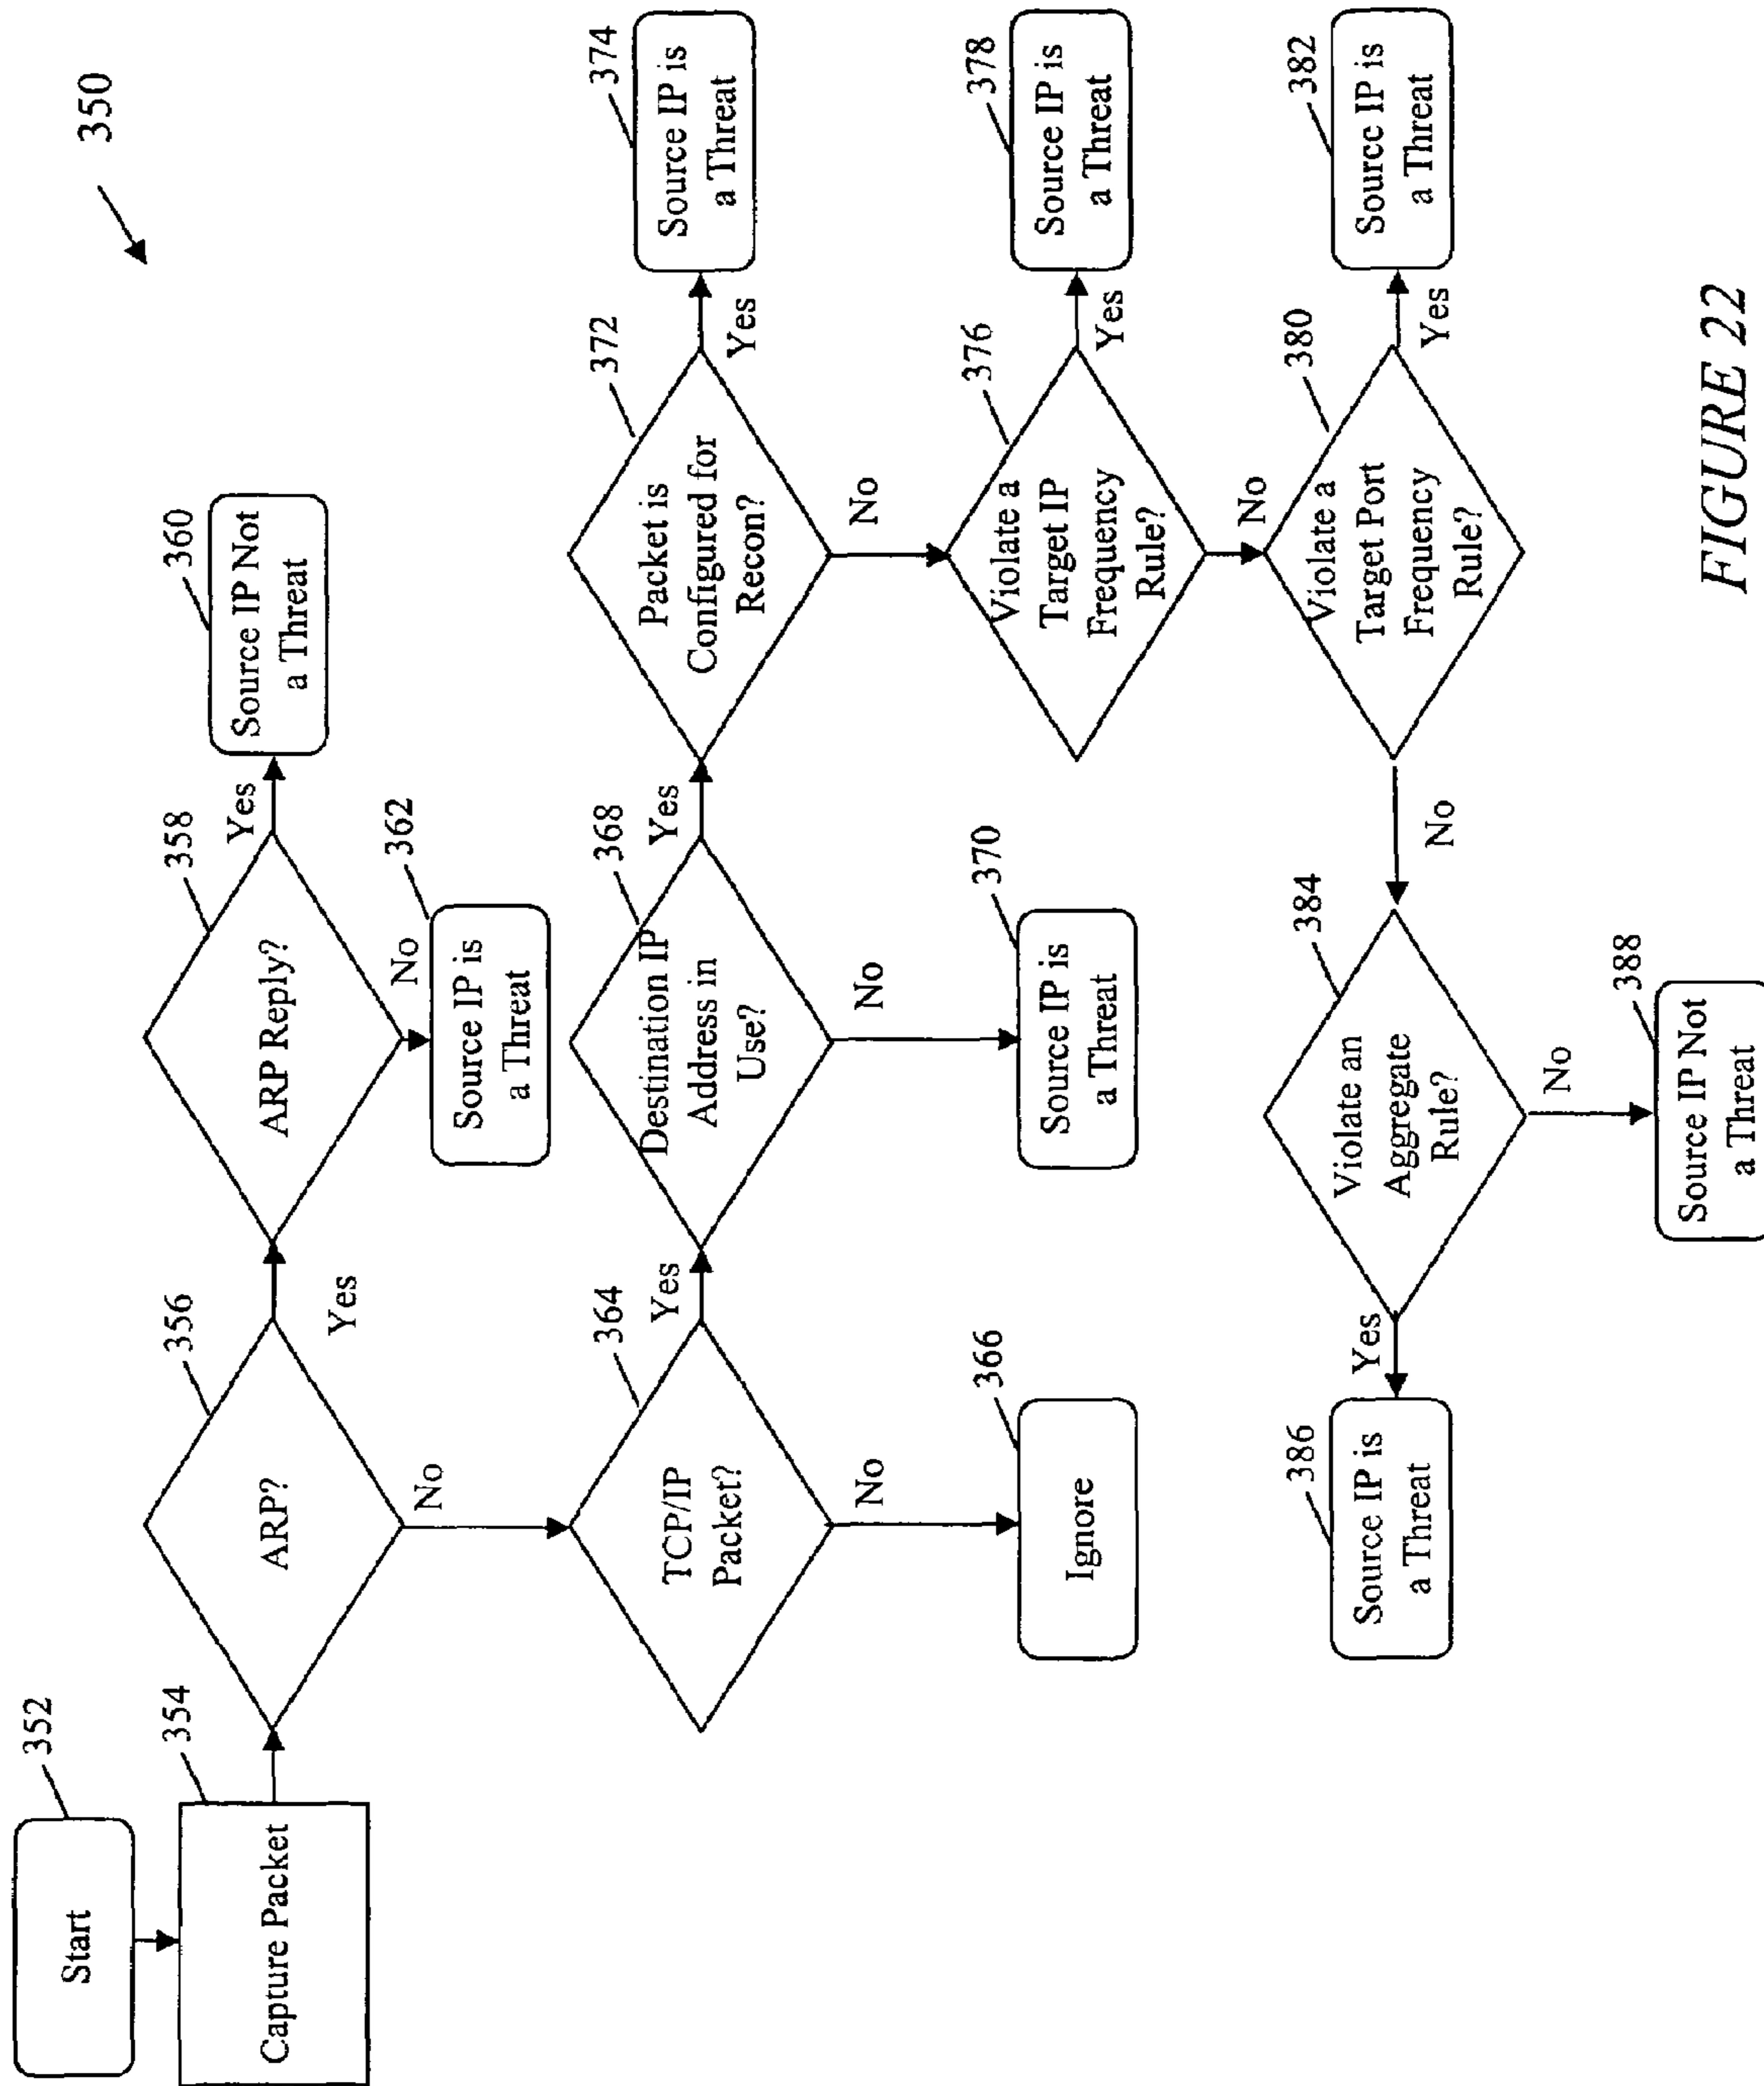 350
352
Start
354
Capture Packet
356
ARP?
Yes
No
358
ARP Reply?
Yes
No
360
Source IP Not
a Threat
362
Source IP is
a Threat
364
TCP/IP
Packet?
Yes
No
366
Ignore
368
Destination IP
Address in
Use?
Yes
No
370
Source IP is
a Threat
372
Packet is
Configured for
Recon?
Yes
No
374
Source IP is
a Threat
376
Violate a
Target IP
Frequency
Rule?
Yes
No
378
Source IP is
a Threat
380
Violate a
Target Port
Frequency
Rule?
Yes
No
382
Source IP is
a Threat
384
Violate an
Aggregate
Rule?
Yes
No
386
Source IP is
a Threat
388
Source IP Not
a Threat
FIGURE 22